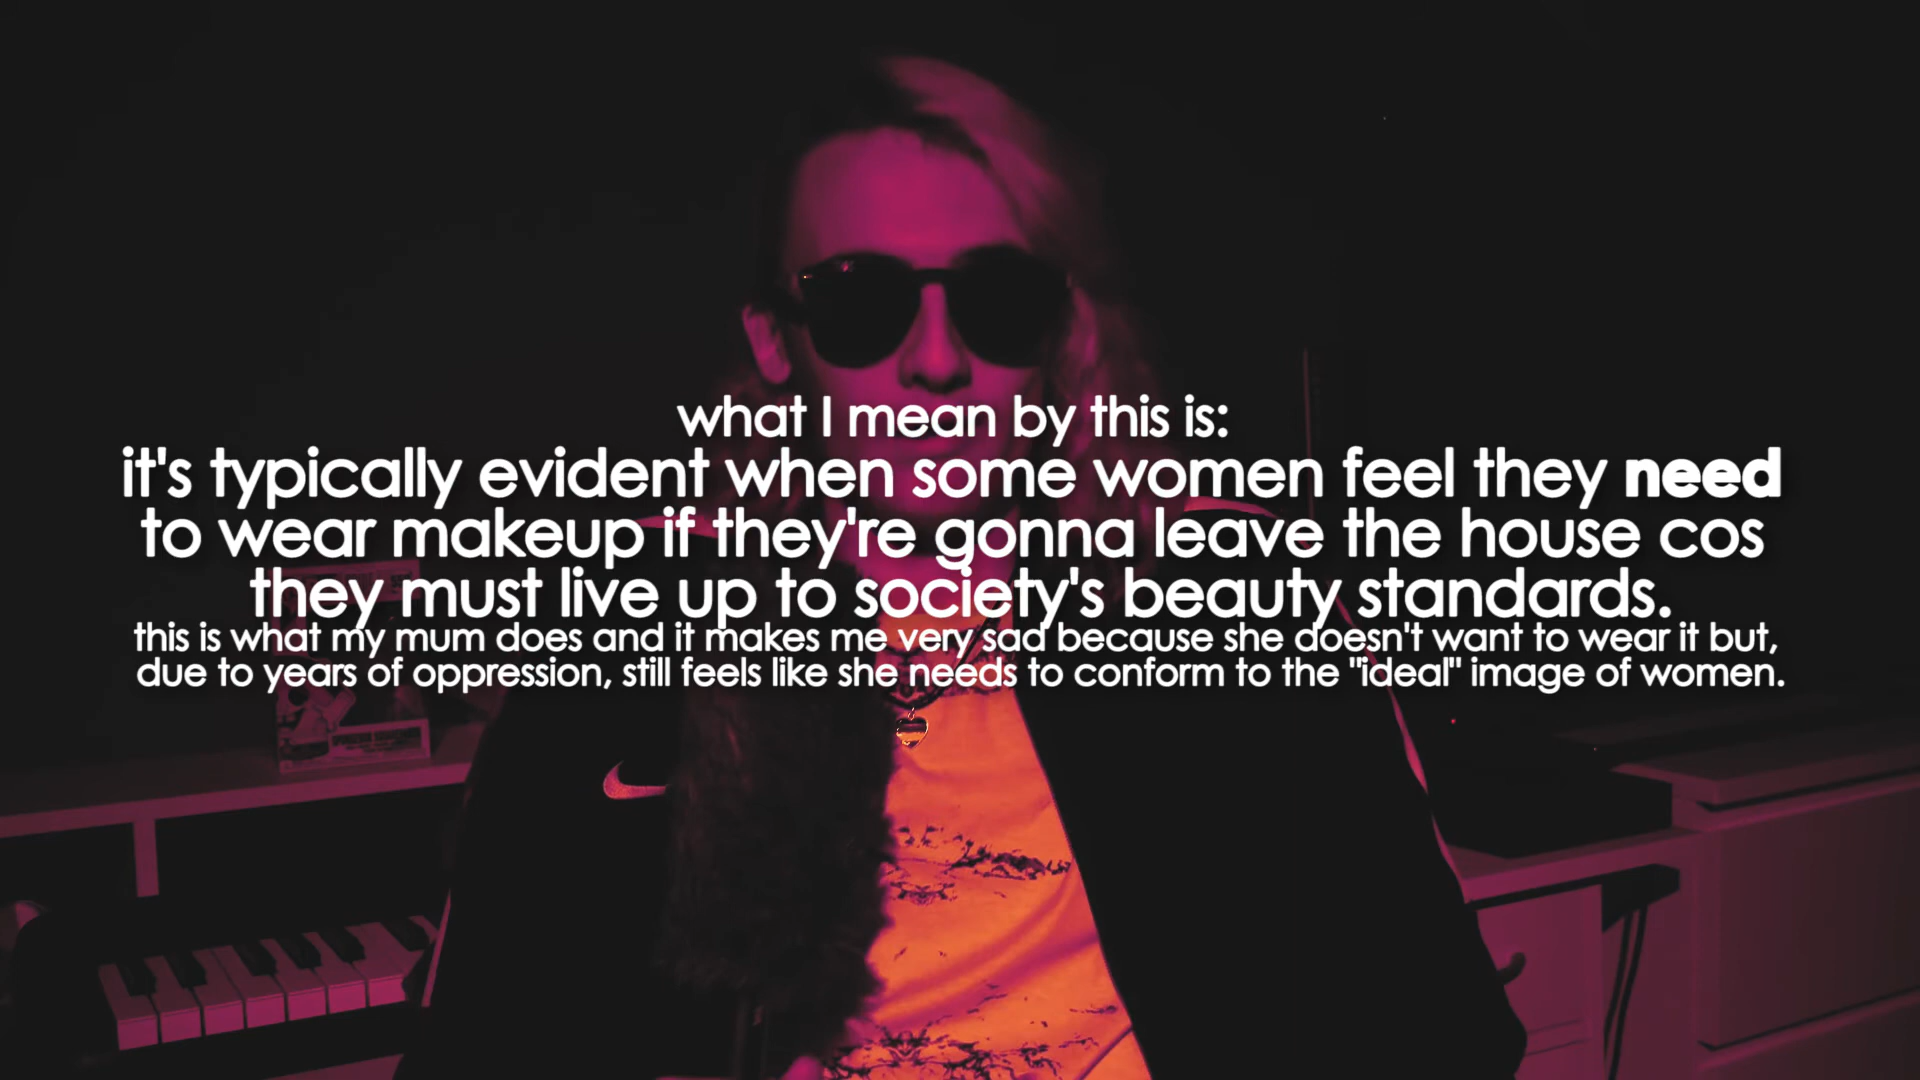 what I mean by this is:
it's typically evident when some women feel they need
to wear makeup if they're gonna leave the house cos
they must live up to society's beauty standards.
this is what my mum does and it makes me very sad because she doesn't want to wear it but,
due to years of oppression, still feels like she needs to conform to the "ideal" image of women.